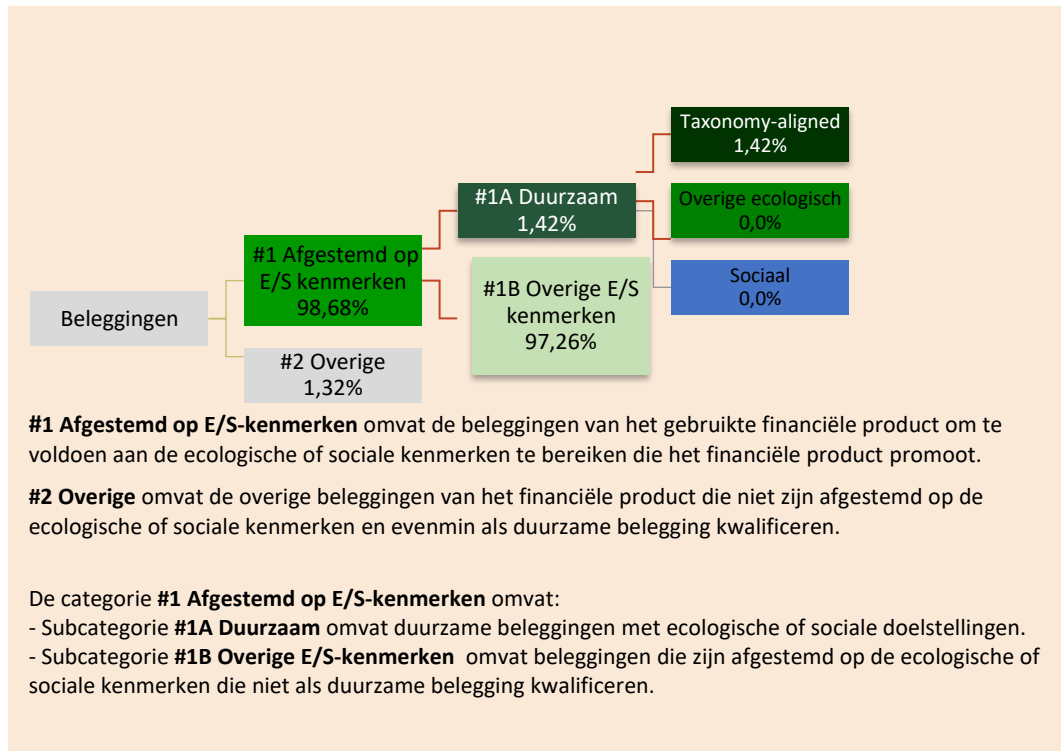 Taxonomy-aligned
1,42%
#1A Duurzaam
1,42%
Overige ecologisch
0,0%
#1 Afgestemd op
E/S kenmerken
98,68%
Sociaal
0,0%
#1B Overige E/S
kenmerken
97,26%
Beleggingen
#2 Overige
1,32%
#1 Afgestemd op E/S-kenmerken omvat de beleggingen van het gebruikte financiële product om te
voldoen aan de ecologische of sociale kenmerken te bereiken die het financiële product promoot.
#2 Overige omvat de overige beleggingen van het financiële product die niet zijn afgestemd op de
ecologische of sociale kenmerken en evenmin als duurzame belegging kwalificeren.
De categorie #1 Afgestemd op E/S-kenmerken omvat:
- Subcategorie #1A Duurzaam omvat duurzame beleggingen met ecologische of sociale doelstellingen.
- Subcategorie #1B Overige E/S-kenmerken omvat beleggingen die zijn afgestemd op de ecologische of
sociale kenmerken die niet als duurzame belegging kwalificeren.